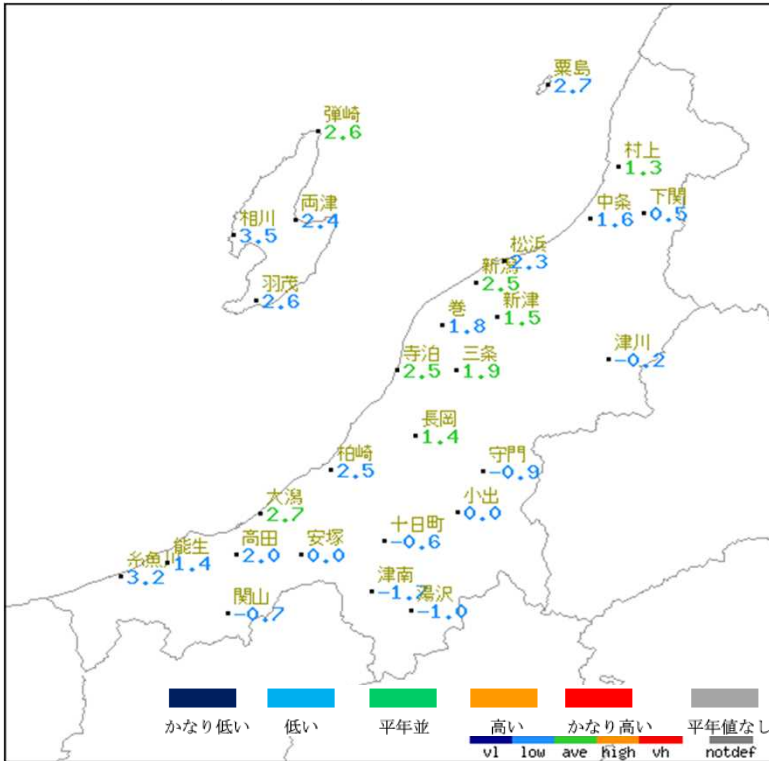 粟島
2.7
弾崎
2.6
村上
1.3
両津
2.4
中条
1.6
下関
0.5
相川
3.5
松浜
2.3
新潟
2.5
羽茂
2.6
新津
1.5
巻
1.8
津川
-0.2
寺泊
2.5
三条
1.9
長岡
1.4
柏崎
2.5
守門
-0.9
大潟
2.7
小出
0.0
十日町
-0.6
高田
2.0
安塚
0.0
能生
1.4
糸魚川
3.2
津南
-1.7
湯沢
-1.0
関山
-0.7
かなり低い 低い 平年並 高い かなり高い 平年値なし
vl low ave high vh notdef